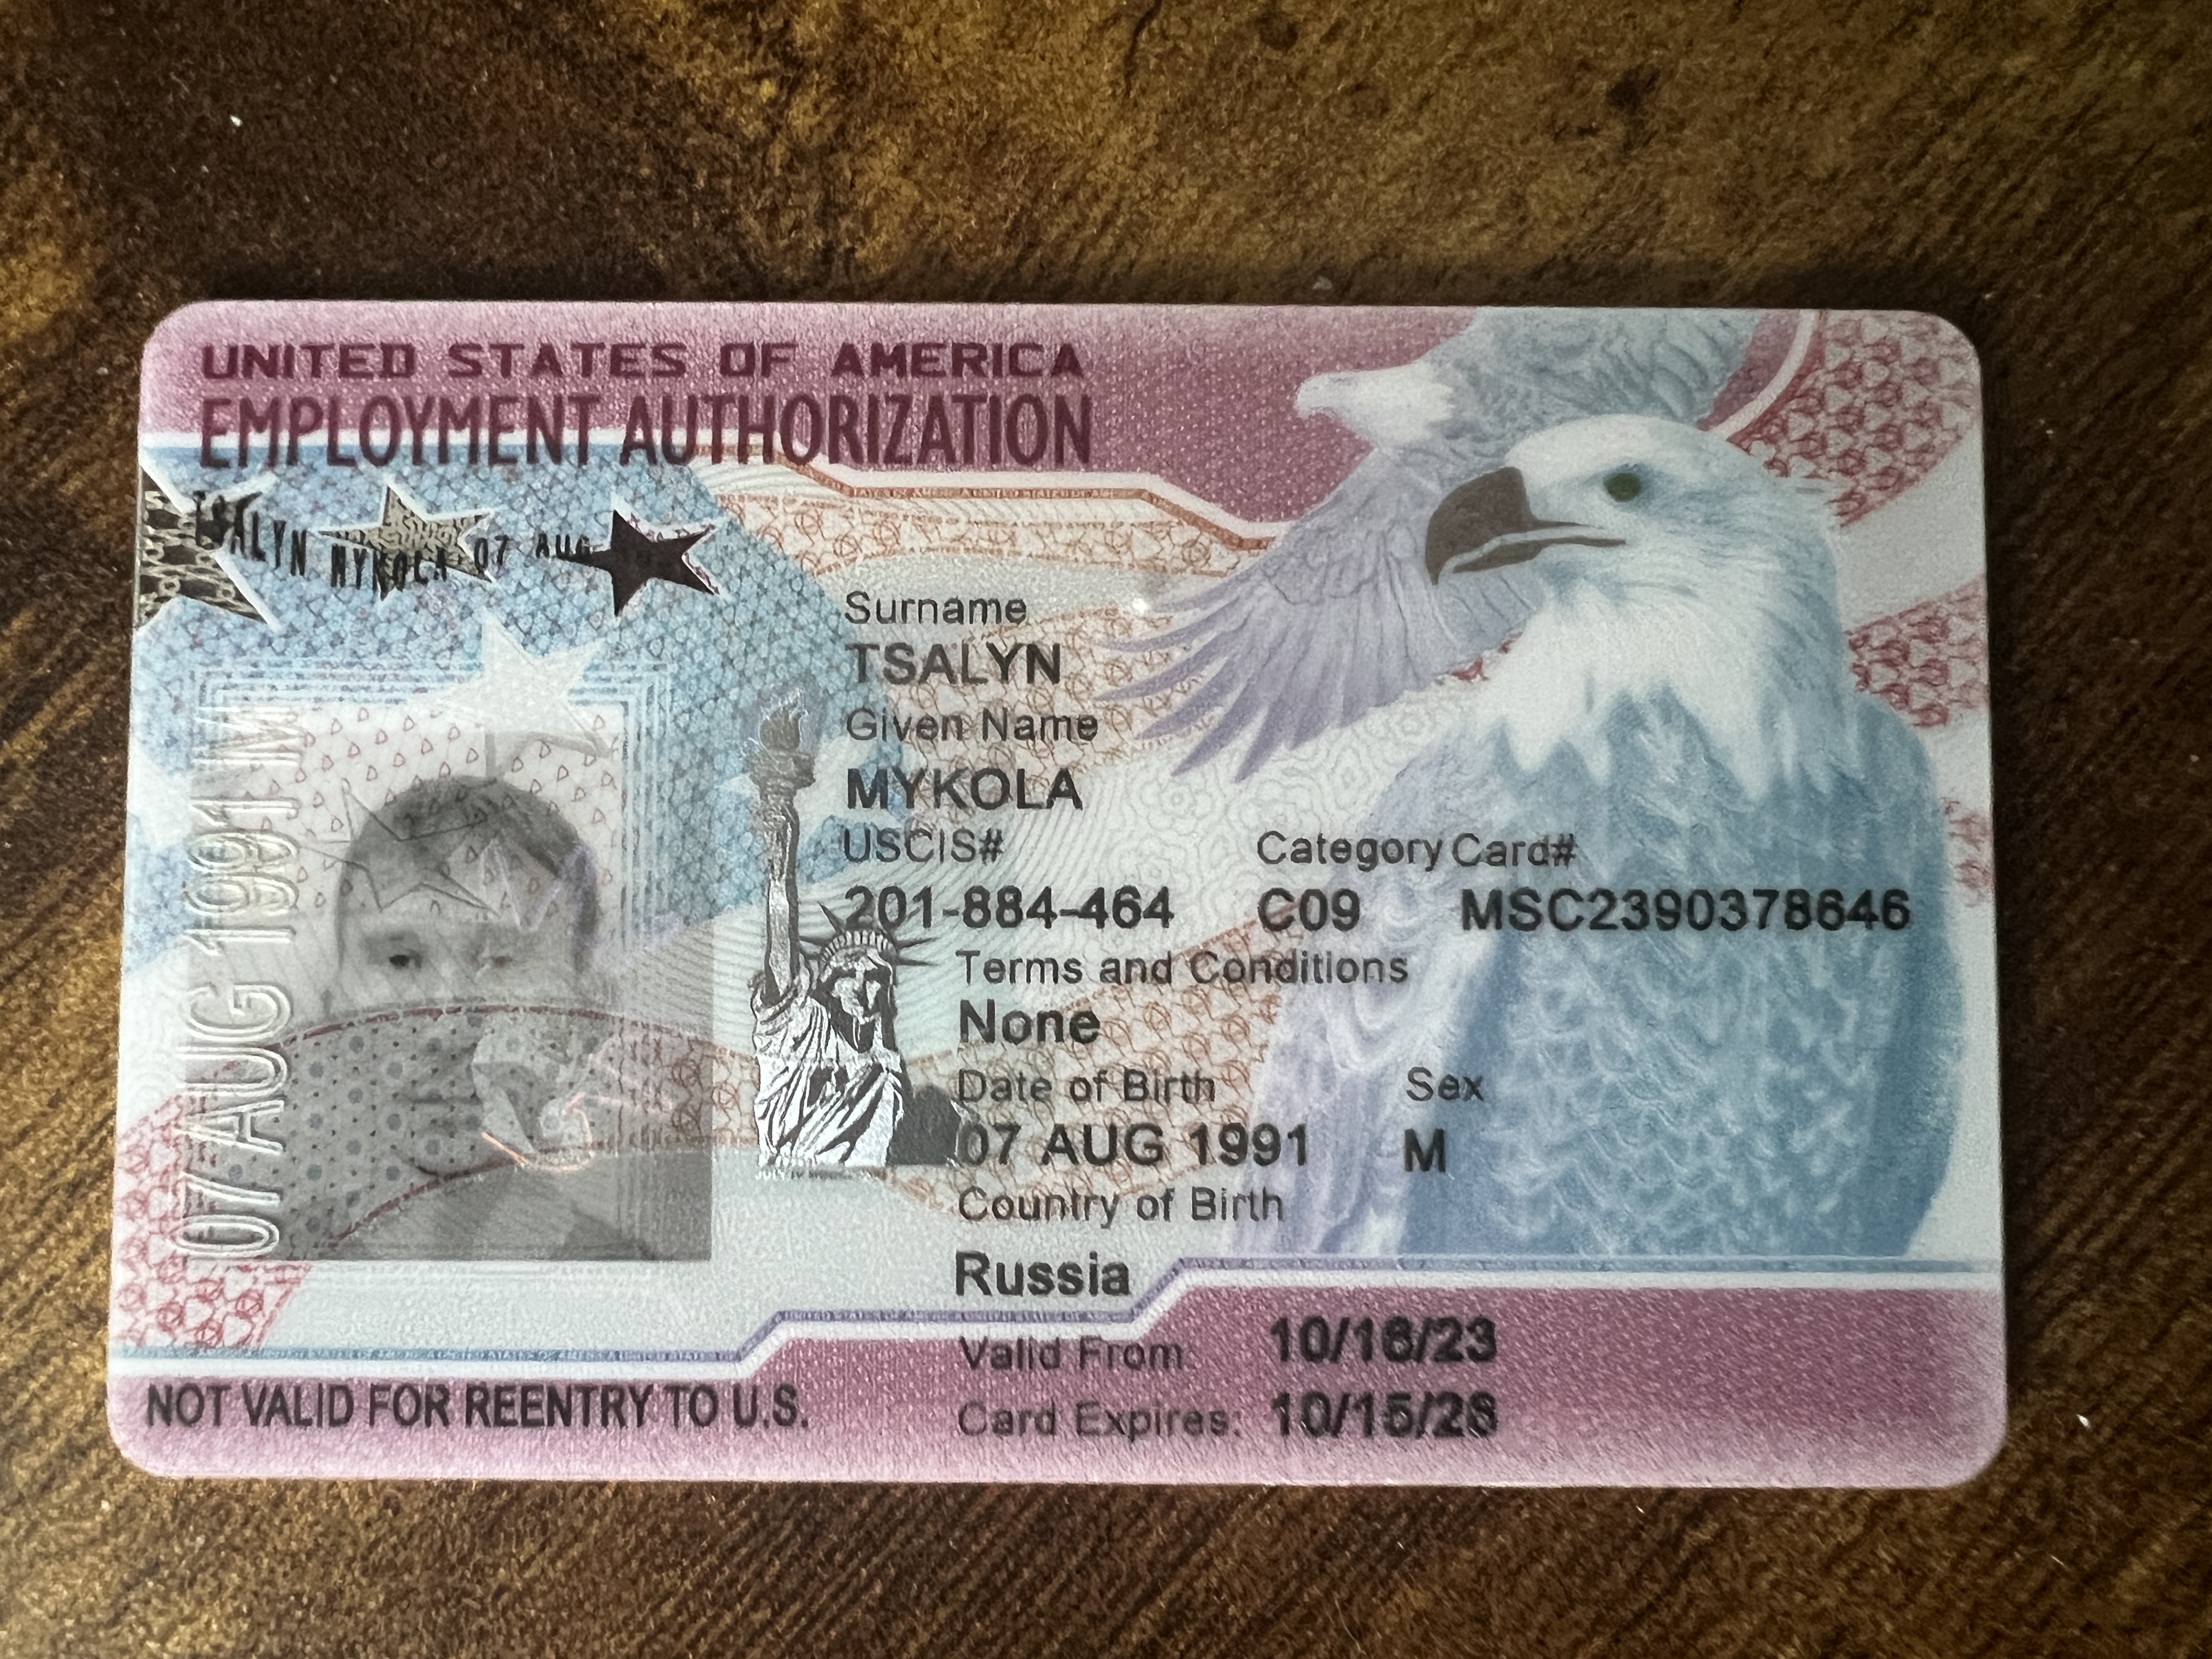 UNITED STATES OF AMERICA
EMPLOYMENT AUTHORIZATION
TSALYN MYKOLA 07 AUG
Surname
TSALYN
Given Name
MYKOLA
USCIS# Category Card#
201-884-464 C09 MSC2390378646
Terms and Conditions
None
Date of Birth Sex
07 AUG 1991 M
Country of Birth
Russia
07 AUG 1991 M
Valid From: 10/16/23
Card Expires: 10/15/28
NOT VALID FOR REENTRY TO U.S.